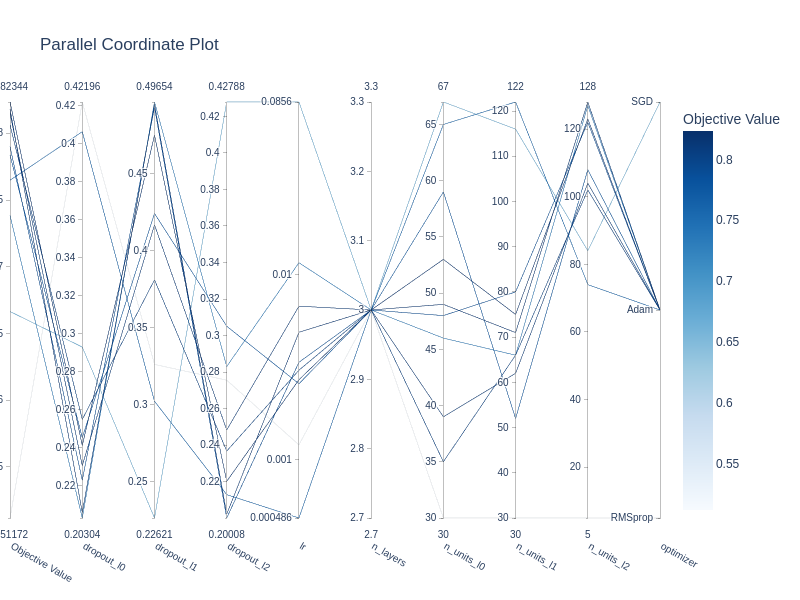 Parallel Coordinate Plot
82344 0.42196 0.49654 0.42788 0.0856 3.3 67 122 128 SGD
Objective Value
0.42 0.4 0.38 0.36 0.34 0.32 0.3 0.28 0.26 0.24 0.22
0.45 0.4 0.35 0.3 0.25
0.42 0.4 0.38 0.36 0.34 0.32 0.3 0.28 0.26 0.24 0.22
0.01 0.001 0.000486
3.3 3.2 3.1 3 2.9 2.8 2.7
65 60 55 50 45 40 35 30
120 110 100 90 80 70 60 50 40 30
120 100 80 60 40 20
Adam
RMSprop
0.8
0.75
0.7
0.65
0.6
0.55
51172 0.20304 0.22621 0.20008 2.7 30 30 5
Objective Value dropout_l0 dropout_l1 dropout_l2 lr n_layers n_units_l0 n_units_l1 n_units_l2 optimizer